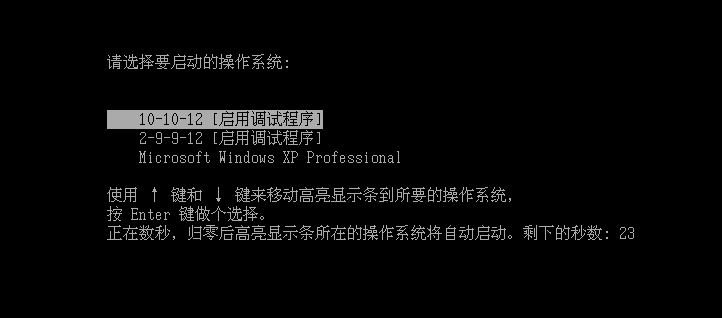 请选择要启动的操作系统:
10-10-12 [启用调试程序]
2-9-9-12 [启用调试程序]
Microsoft Windows XP Professional
使用 ↑ 键和 ↓ 键来移动高亮显示条到所要的操作系统,
按 Enter 键做个选择。
正在数秒, 归零后高亮显示条所在的操作系统将自动启动。剩下的秒数: 23